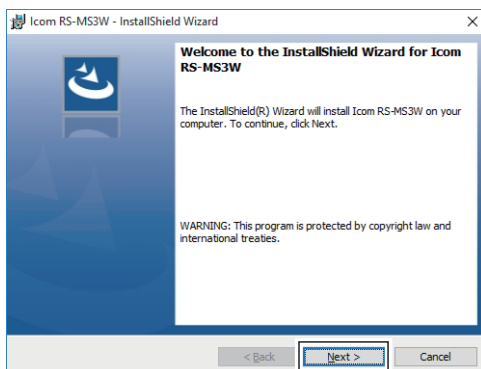 Icom RS-MS3W - InstallShield Wizard
Welcome to the InstallShield Wizard for Icom
RS-MS3W
The InstallShield(R) Wizard will install Icom RS-MS3W on your
computer. To continue, click Next.
WARNING: This program is protected by copyright law and
international treaties.
< Back Next > Cancel